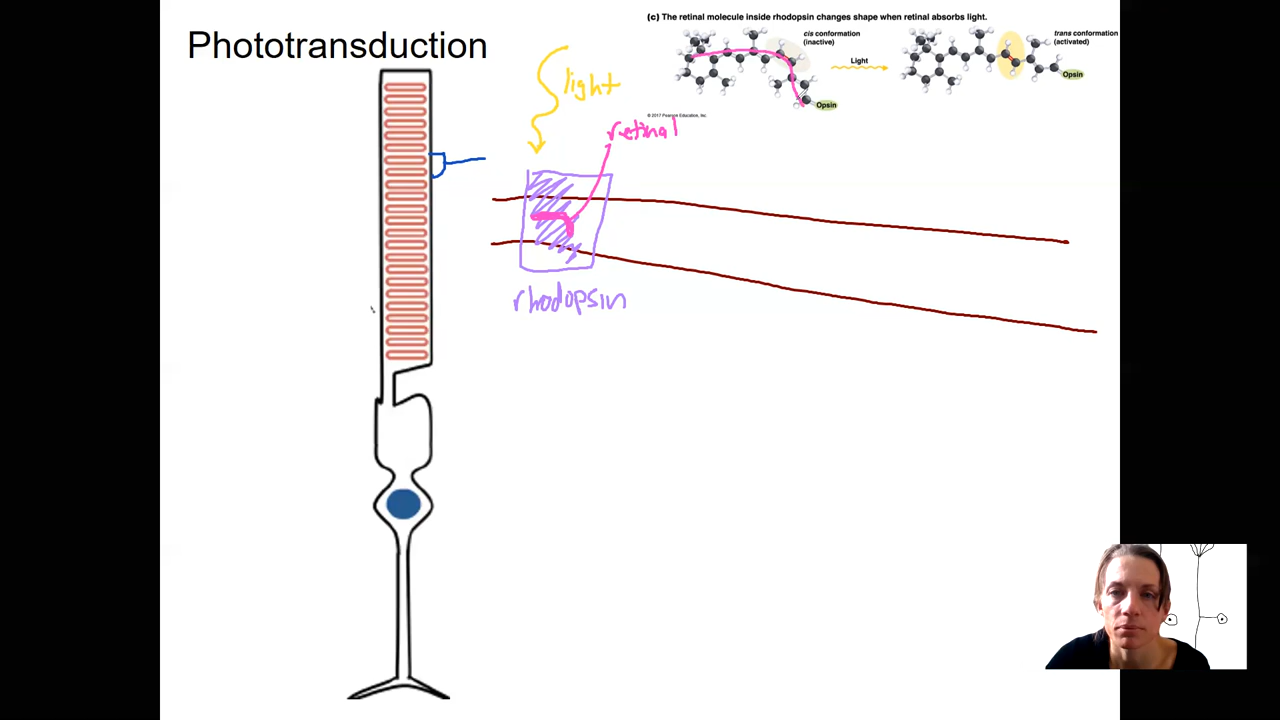 Phototransduction
(c) The retinal molecule inside rhodopsin changes shape when retinal absorbs light.
cis conformation
(inactive)
Light
trans conformation
(activated)
Opsin
Opsin
© 2017 Pearson Education, Inc.
light
retinal
rhodopsin